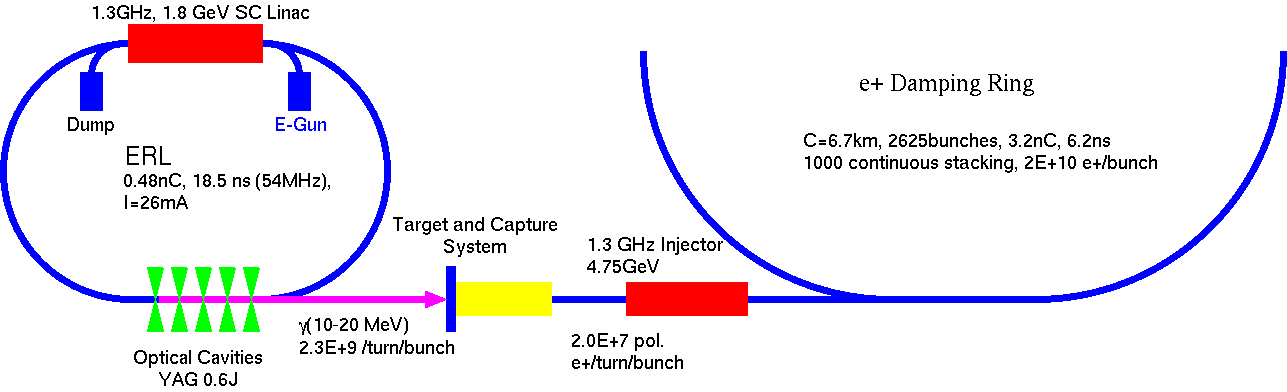 1.3GHz, 1.8 GeV SC Linac
Dump
E-Gun
ERL
0.48nC, 18.5 ns (54MHz),
I=26mA
Optical Cavities
YAG 0.6J
γ(10-20 MeV)
2.3E+9 /turn/bunch
Target and Capture
System
1.3 GHz Injector
4.75GeV
2.0E+7 pol.
e+/turn/bunch
e+ Damping Ring
C=6.7km, 2625bunches, 3.2nC, 6.2ns
1000 continuous stacking, 2E+10 e+/bunch